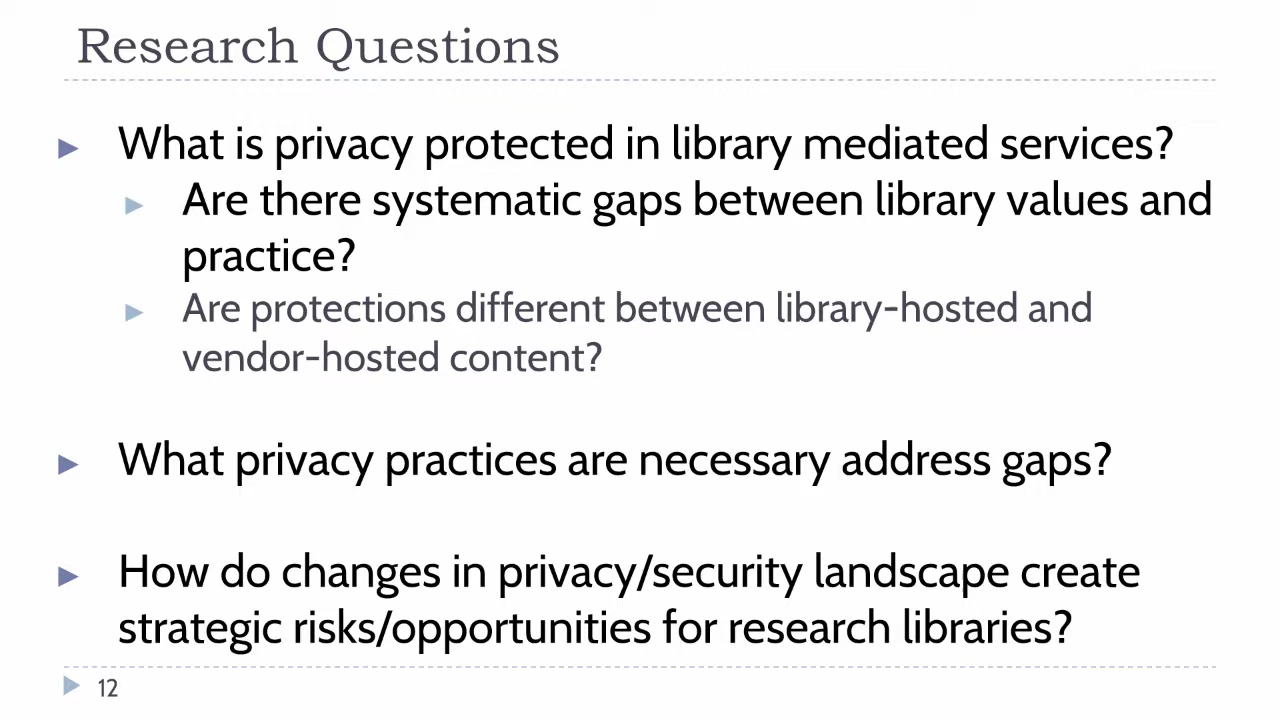 Research Questions
What is privacy protected in library mediated services?
Are there systematic gaps between library values and
practice?
Are protections different between library-hosted and
vendor-hosted content?
What privacy practices are necessary address gaps?
How do changes in privacy/security landscape create
strategic risks/opportunities for research libraries?
12